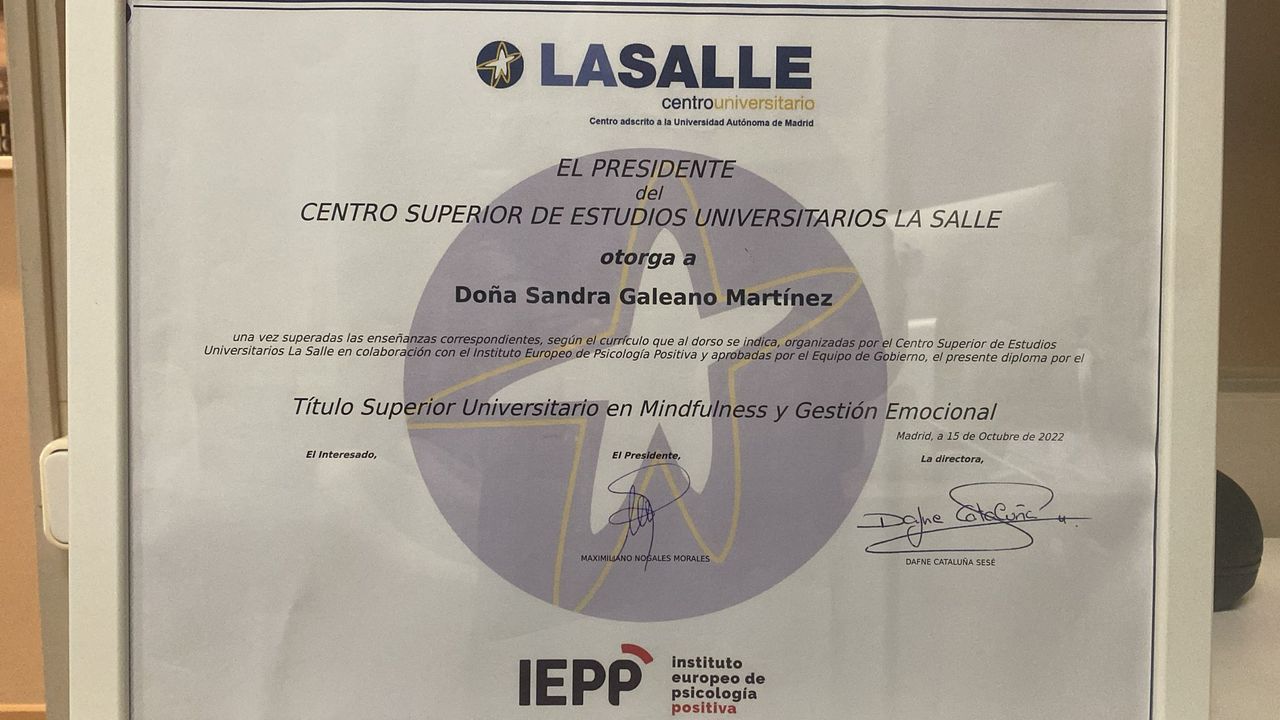 LASALLE
centrouniversitario
Centro adscrito a la Universidad Autónoma de Madrid
EL PRESIDENTE
del
CENTRO SUPERIOR DE ESTUDIOS UNIVERSITARIOS LA SALLE
otorga a
Doña Sandra Galeano Martínez
una vez superadas las enseñanzas correspondientes, según el currículo que al dorso se indica, organizadas por el Centro Superior de Estudios
Universitarios La Salle en colaboración con el Instituto Europeo de Psicología Positiva y aprobadas por el Equipo de Gobierno, el presente diploma por el
Título Superior Universitario en Mindfulness y Gestión Emocional
Madrid, a 15 de Octubre de 2022
El Interesado,
El Presidente,
La directora,
Dafne Cataluña
MAXIMILIANO NOGALES MORALES
DAFNE CATALUÑA SESÉ
IEPP
instituto
europeo de
psicología
positiva